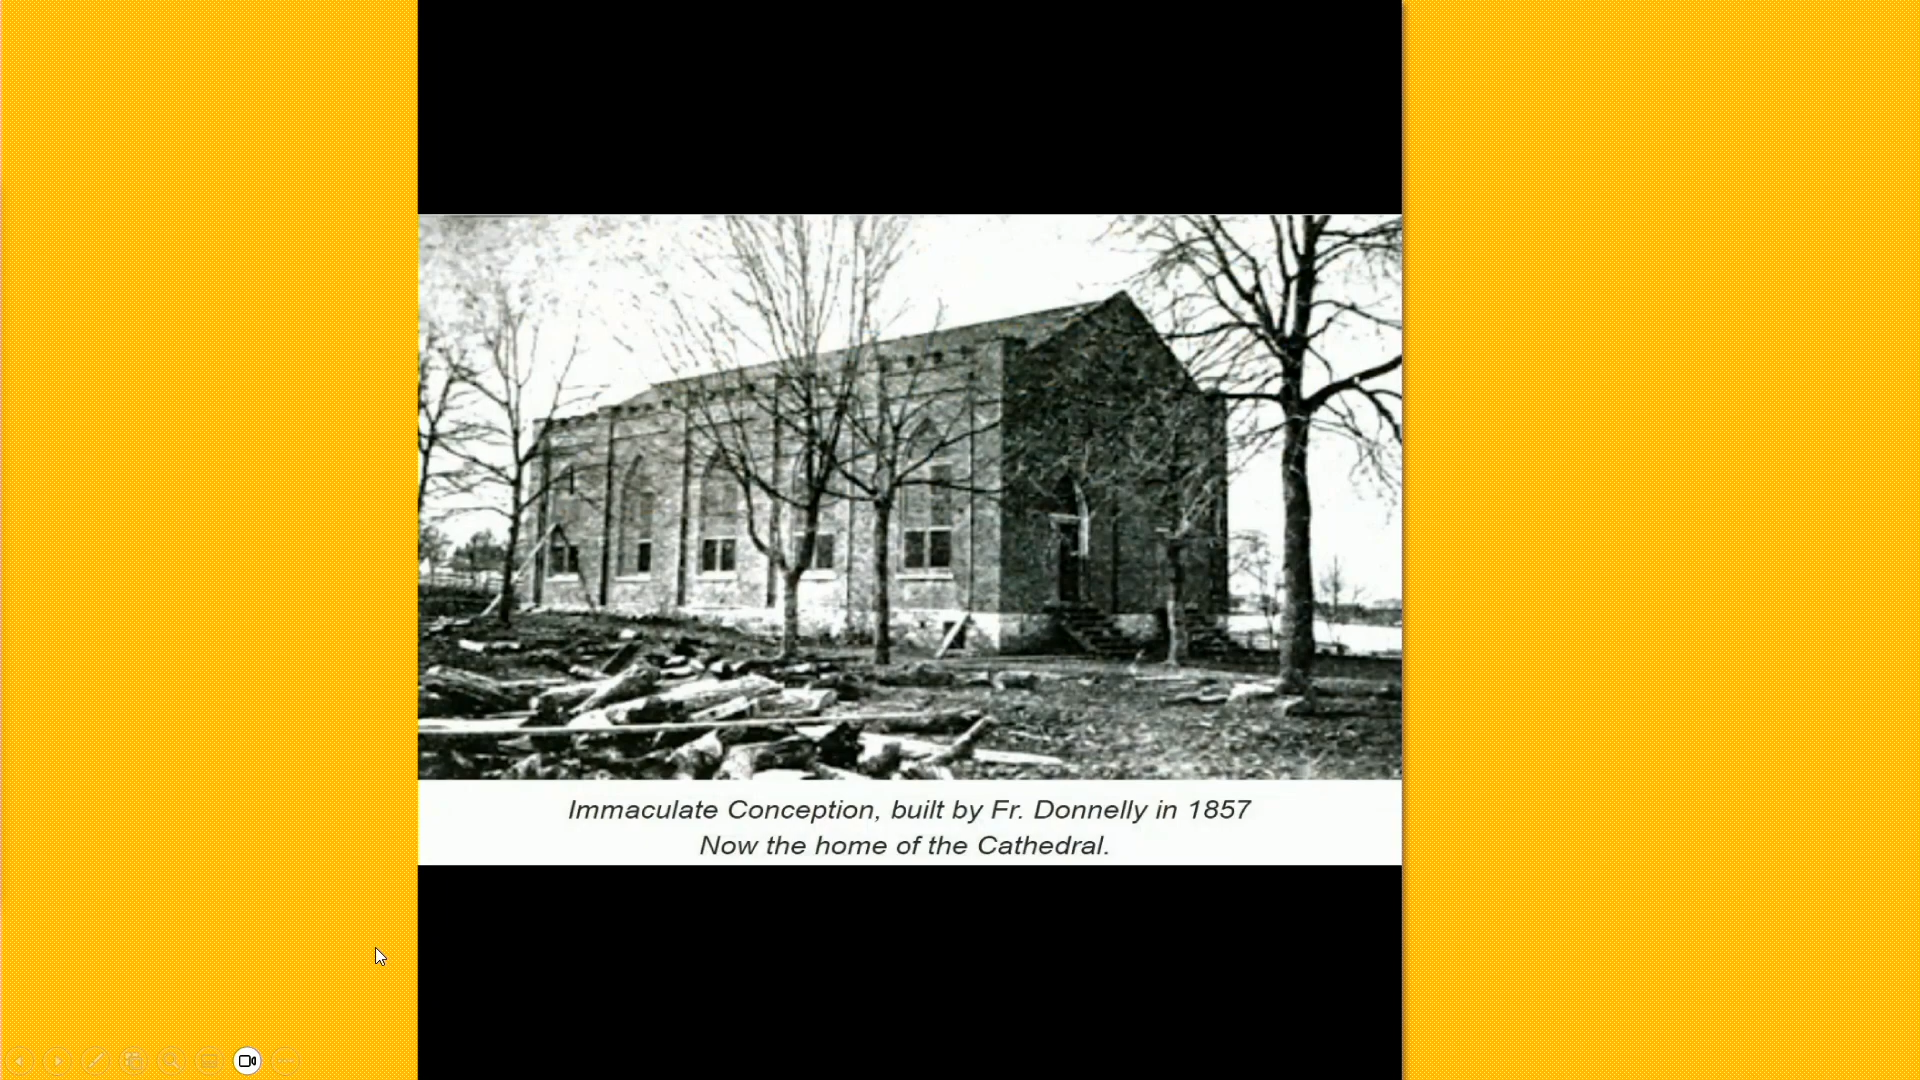 Immaculate Conception, built by Fr. Donnelly in 1857
Now the home of the Cathedral.